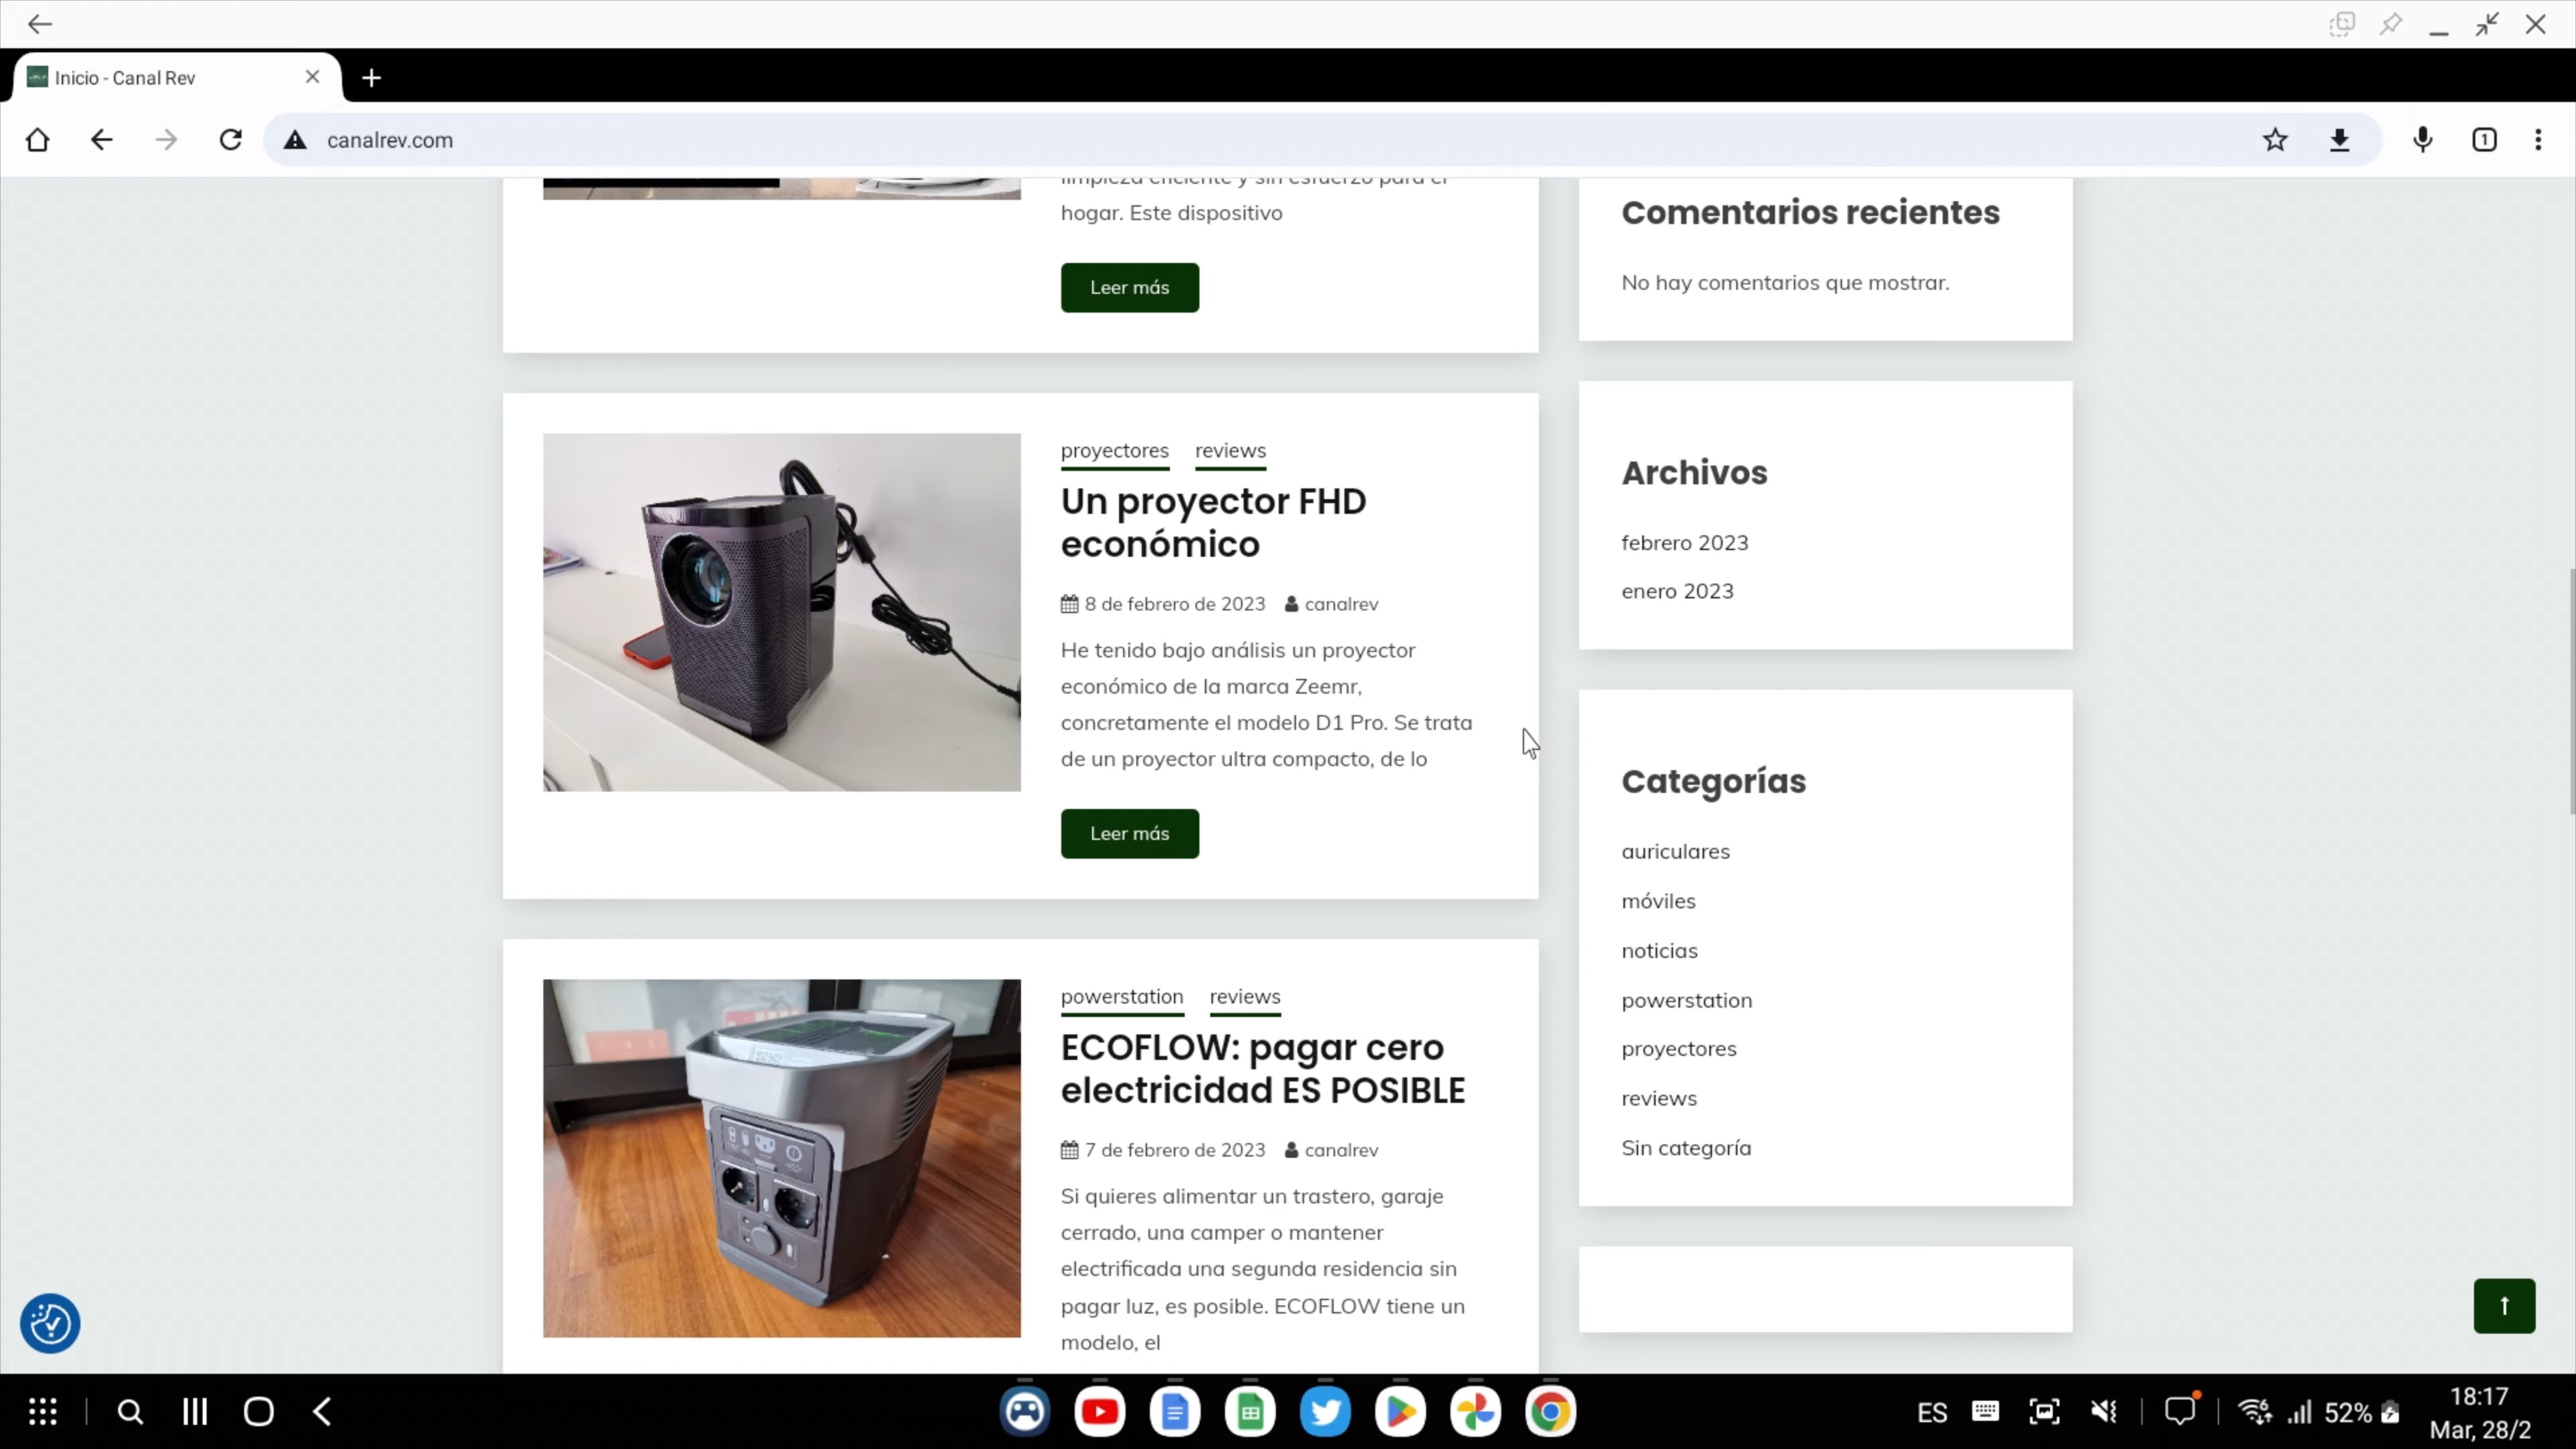 Inicio - Canal Rev
canalrev.com
1
hogar. Este dispositivo
Leer más
proyectores reviews
Un proyector FHD
económico
8 de febrero de 2023 canalrev
He tenido bajo análisis un proyector
económico de la marca Zeemr,
concretamente el modelo D1 Pro. Se trata
de un proyector ultra compacto, de lo
Leer más
powerstation reviews
ECOFLOW: pagar cero
electricidad ES POSIBLE
7 de febrero de 2023 canalrev
Si quieres alimentar un trastero, garaje
cerrado, una camper o mantener
electrificada una segunda residencia sin
pagar luz, es posible. ECOFLOW tiene un
modelo, el
Comentarios recientes
No hay comentarios que mostrar.
Archivos
febrero 2023
enero 2023
Categorías
auriculares
móviles
noticias
powerstation
proyectores
reviews
Sin categoría
ES
52%
18:17
Mar, 28/2